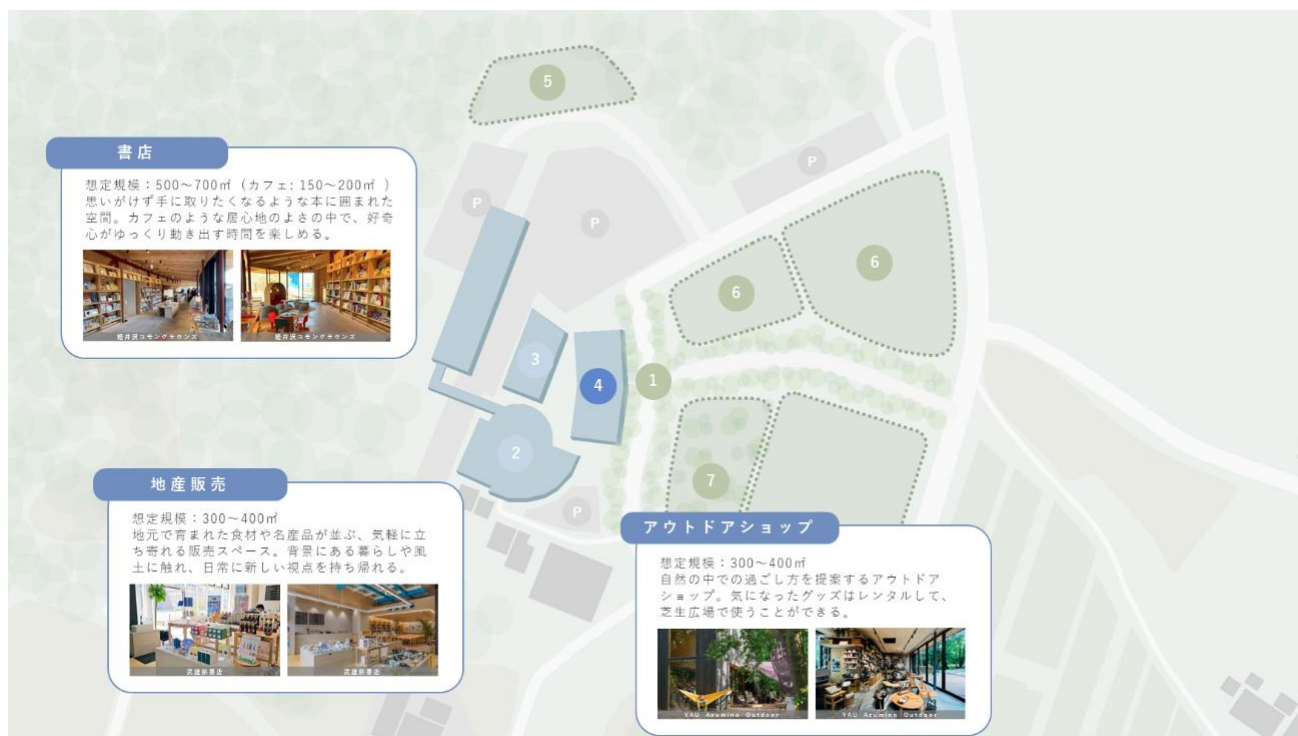 5
P
P
P
6
6
3
4
1
2
7
P
書店
想定規模：500～700㎡（カフェ: 150～200㎡ ）
思いがけず手に取りたくなるような本に囲まれた
空間。カフェのような居心地のよさの中で、好奇
心がゆっくり動き出す時間を楽しめる。
軽井沢コモングラウンズ
軽井沢コモングラウンズ
地産販売
想定規模：300～400㎡
地元で育まれた食材や名産品が並ぶ、気軽に立
ち寄れる販売スペース。背景にある暮らしや風
土に触れ、日常に新しい視点を持ち帰れる。
アウトドアショップ
想定規模：300～400㎡
自然の中での過ごし方を提案するアウトドア
ショップ。気になったグッズはレンタルして、
芝生広場で使うことができる。
YAU Azumino Outdoor
YAU Azumino Outdoor